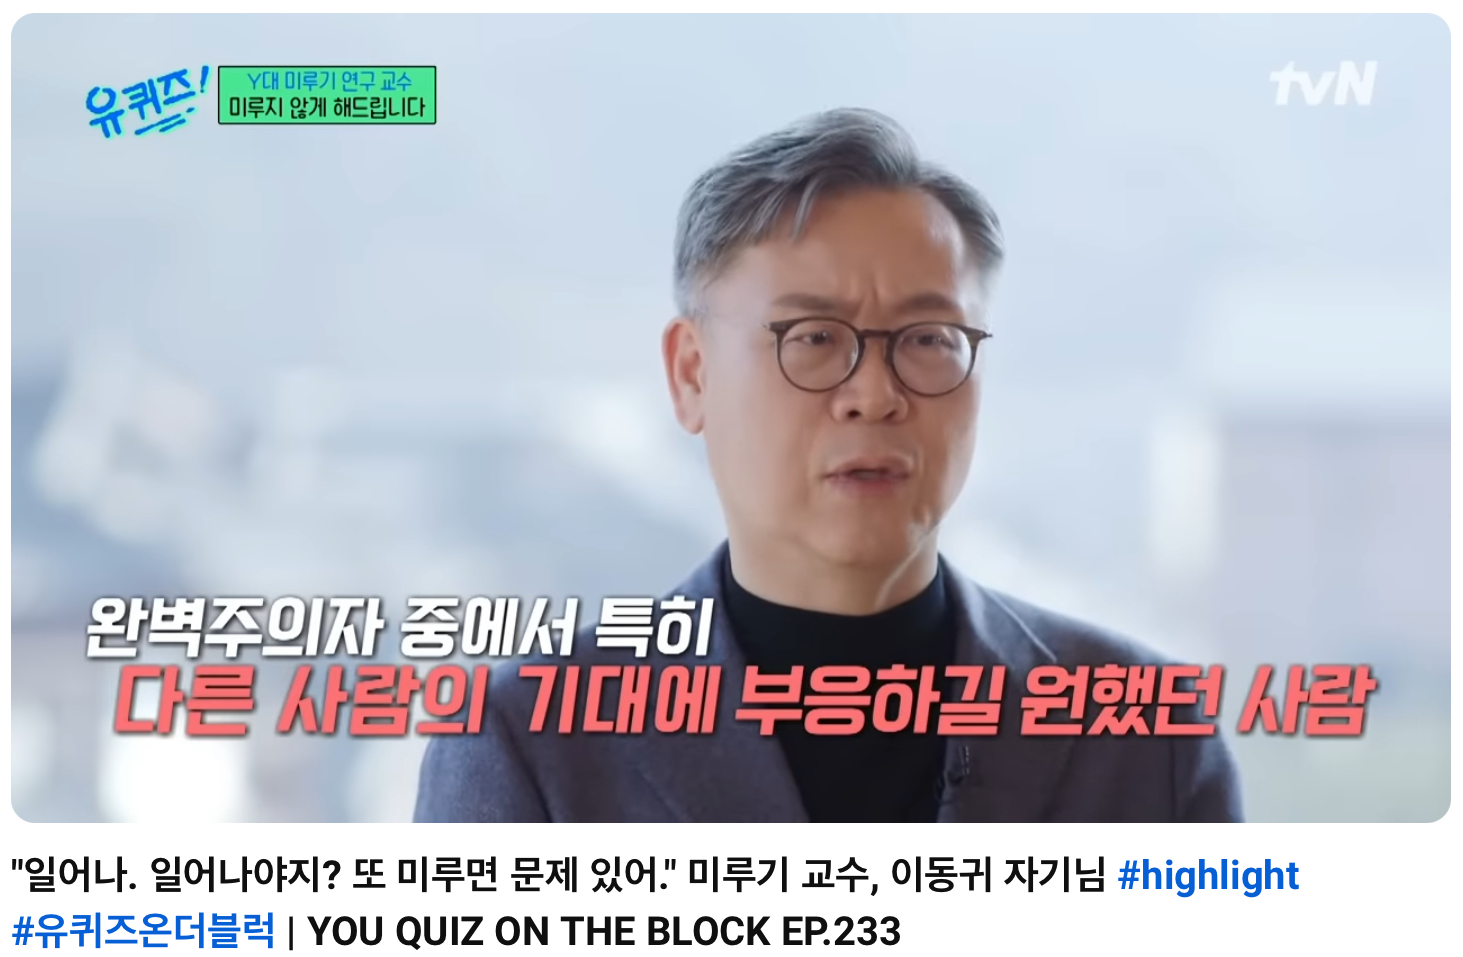 유퀴즈!
Y대 미루기 연구 교수
미루지 않게 해드립니다
tvN
완벽주의자 중에서 특히
다른 사람의 기대에 부응하길 원했던 사람
"일어나. 일어나야지? 또 미루면 문제 있어." 미루기 교수, 이동귀 자기님 #highlight
#유퀴즈온더블럭 | YOU QUIZ ON THE BLOCK EP.233